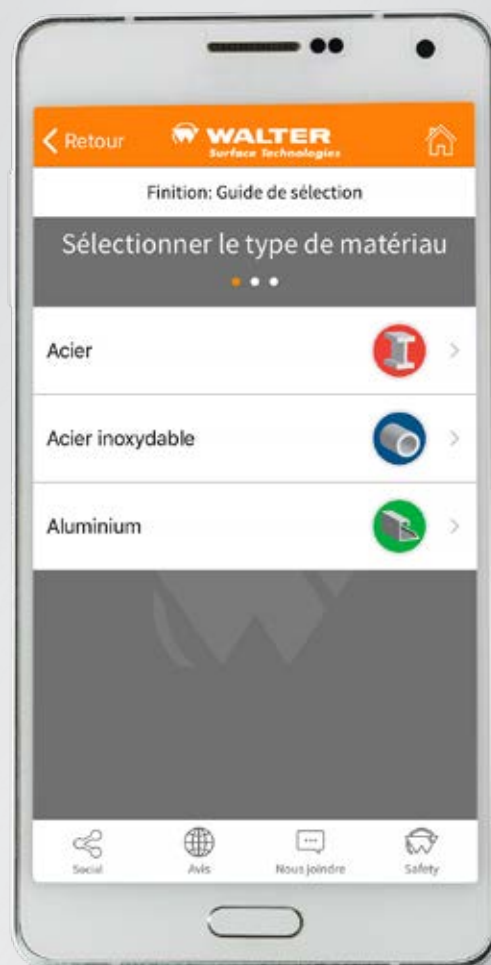 Retour
WALTER
Surface Technologies
Finition: Guide de sélection
Sélectionner le type de matériau
Acier
Acier inoxydable
Aluminium
Social
Avis
Nous joindre
Safety